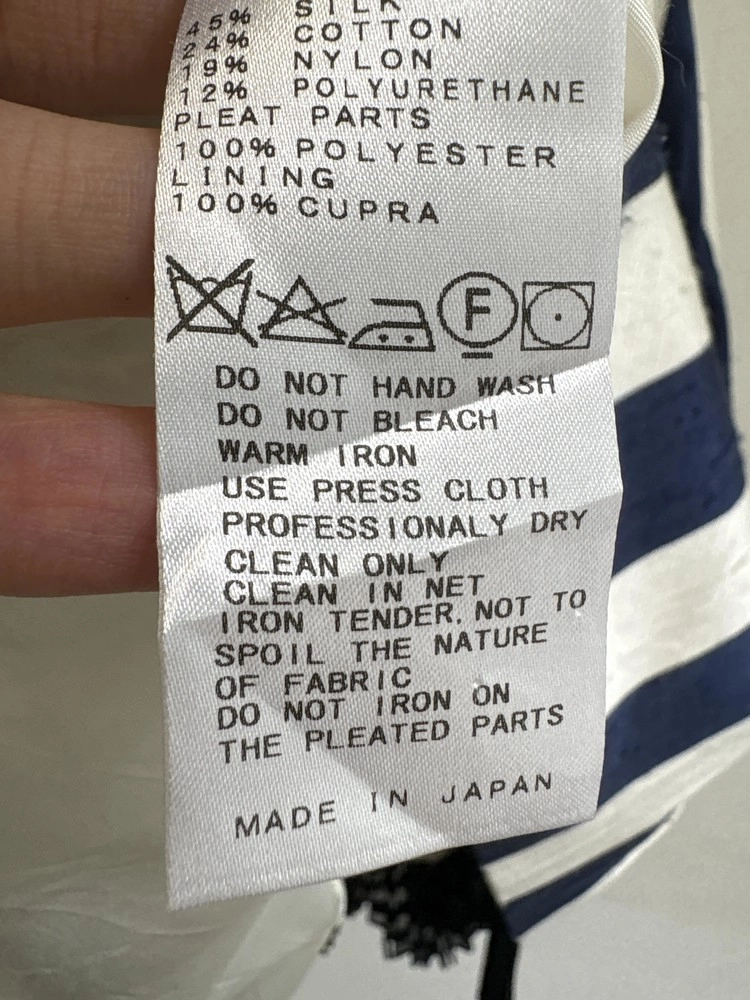 45% SILK
24% COTTON
19% NYLON
12% POLYURETHANE
PLEAT PARTS
100% POLYESTER
LINING
100% CUPRA
F
DO NOT HAND WASH
DO NOT BLEACH
WARM IRON
USE PRESS CLOTH
PROFESSIONALY DRY
CLEAN ONLY
CLEAN IN NET
IRON TENDER, NOT TO
SPOIL THE NATURE
OF FABRIC
DO NOT IRON ON
THE PLEATED PARTS
MADE IN JAPAN